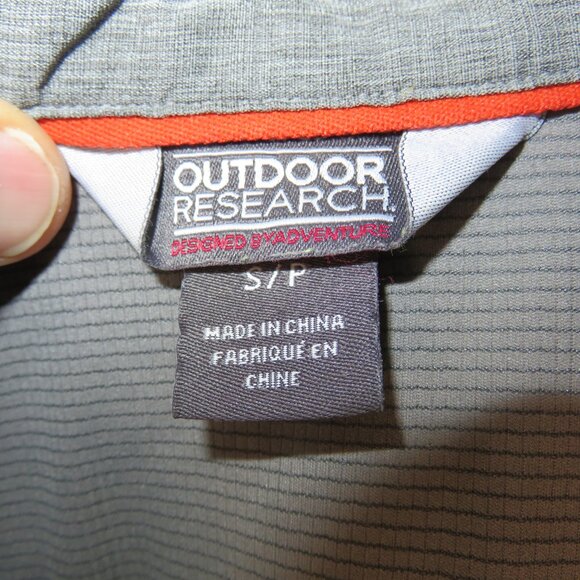 OUTDOOR
RESEARCH
DESIGNED BY ADVENTURE
S/P
MADE IN CHINA
FABRIQUÉ EN
CHINE